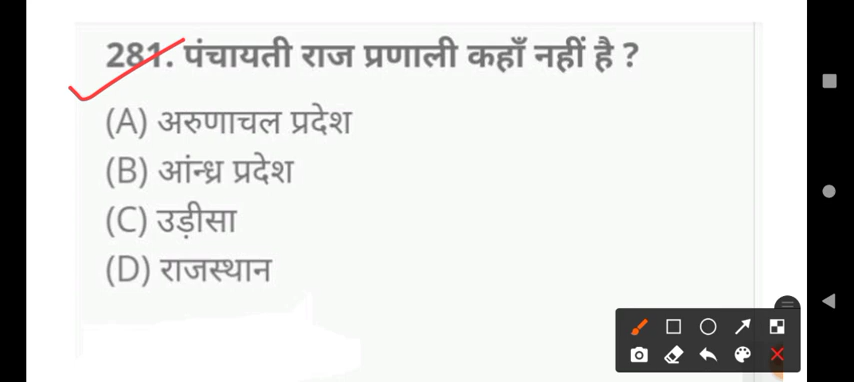 281. पंचायती राज प्रणाली कहाँ नहीं है ?
(A) अरुणाचल प्रदेश
(B) आंन्ध्र प्रदेश
(C) उड़ीसा
(D) राजस्थान